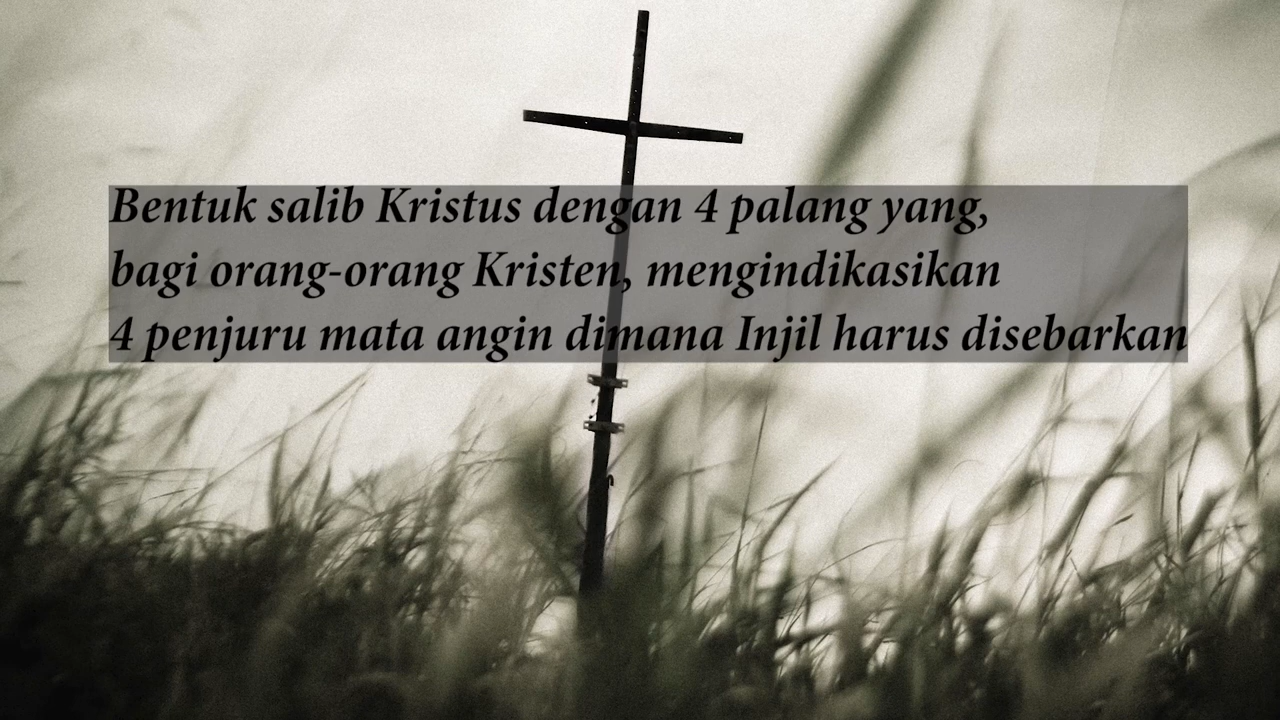 Bentuk salib Kristus dengan 4 palang yang,
bagi orang-orang Kristen, mengindikasikan
4 penjuru mata angin dimana Injil harus disebarkan